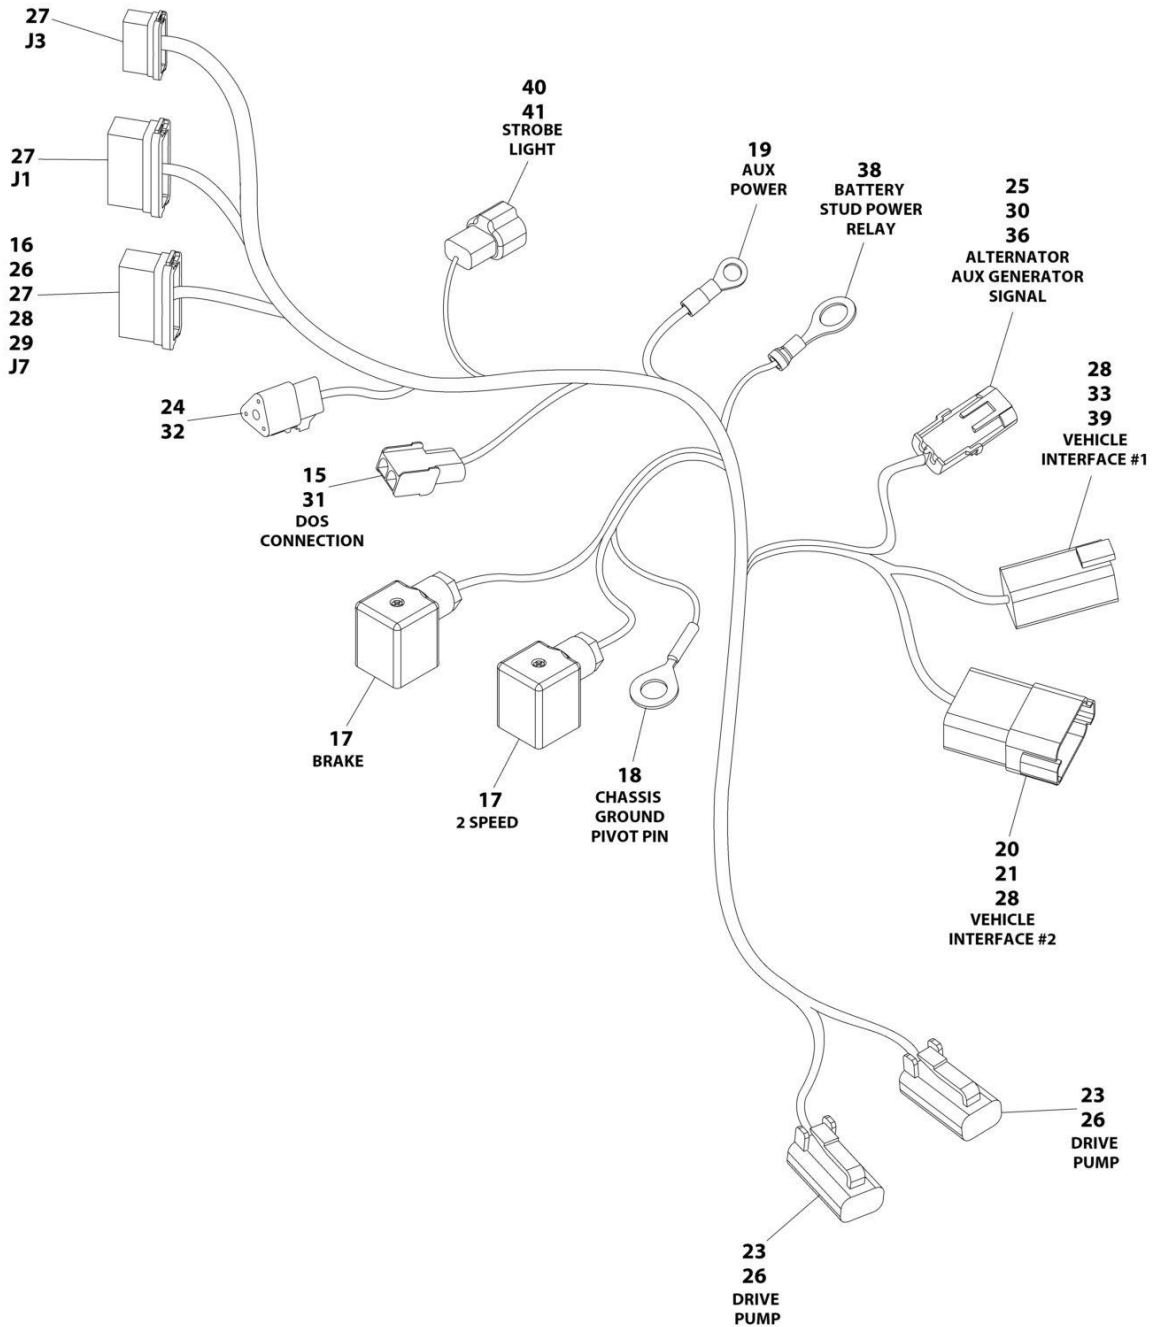 27
J3
27
J1
16
26
27
28
29
J7
40
41
STROBE
LIGHT
19
AUX
POWER
38
BATTERY
STUD POWER
RELAY
25
30
36
ALTERNATOR
AUX GENERATOR
SIGNAL
28
33
39
VEHICLE
INTERFACE #1
24
32
15
31
DOS
CONNECTION
17
BRAKE
17
2 SPEED
18
CHASSIS
GROUND
PIVOT PIN
20
21
28
VEHICLE
INTERFACE #2
23
26
DRIVE
PUMP
23
26
DRIVE
PUMP